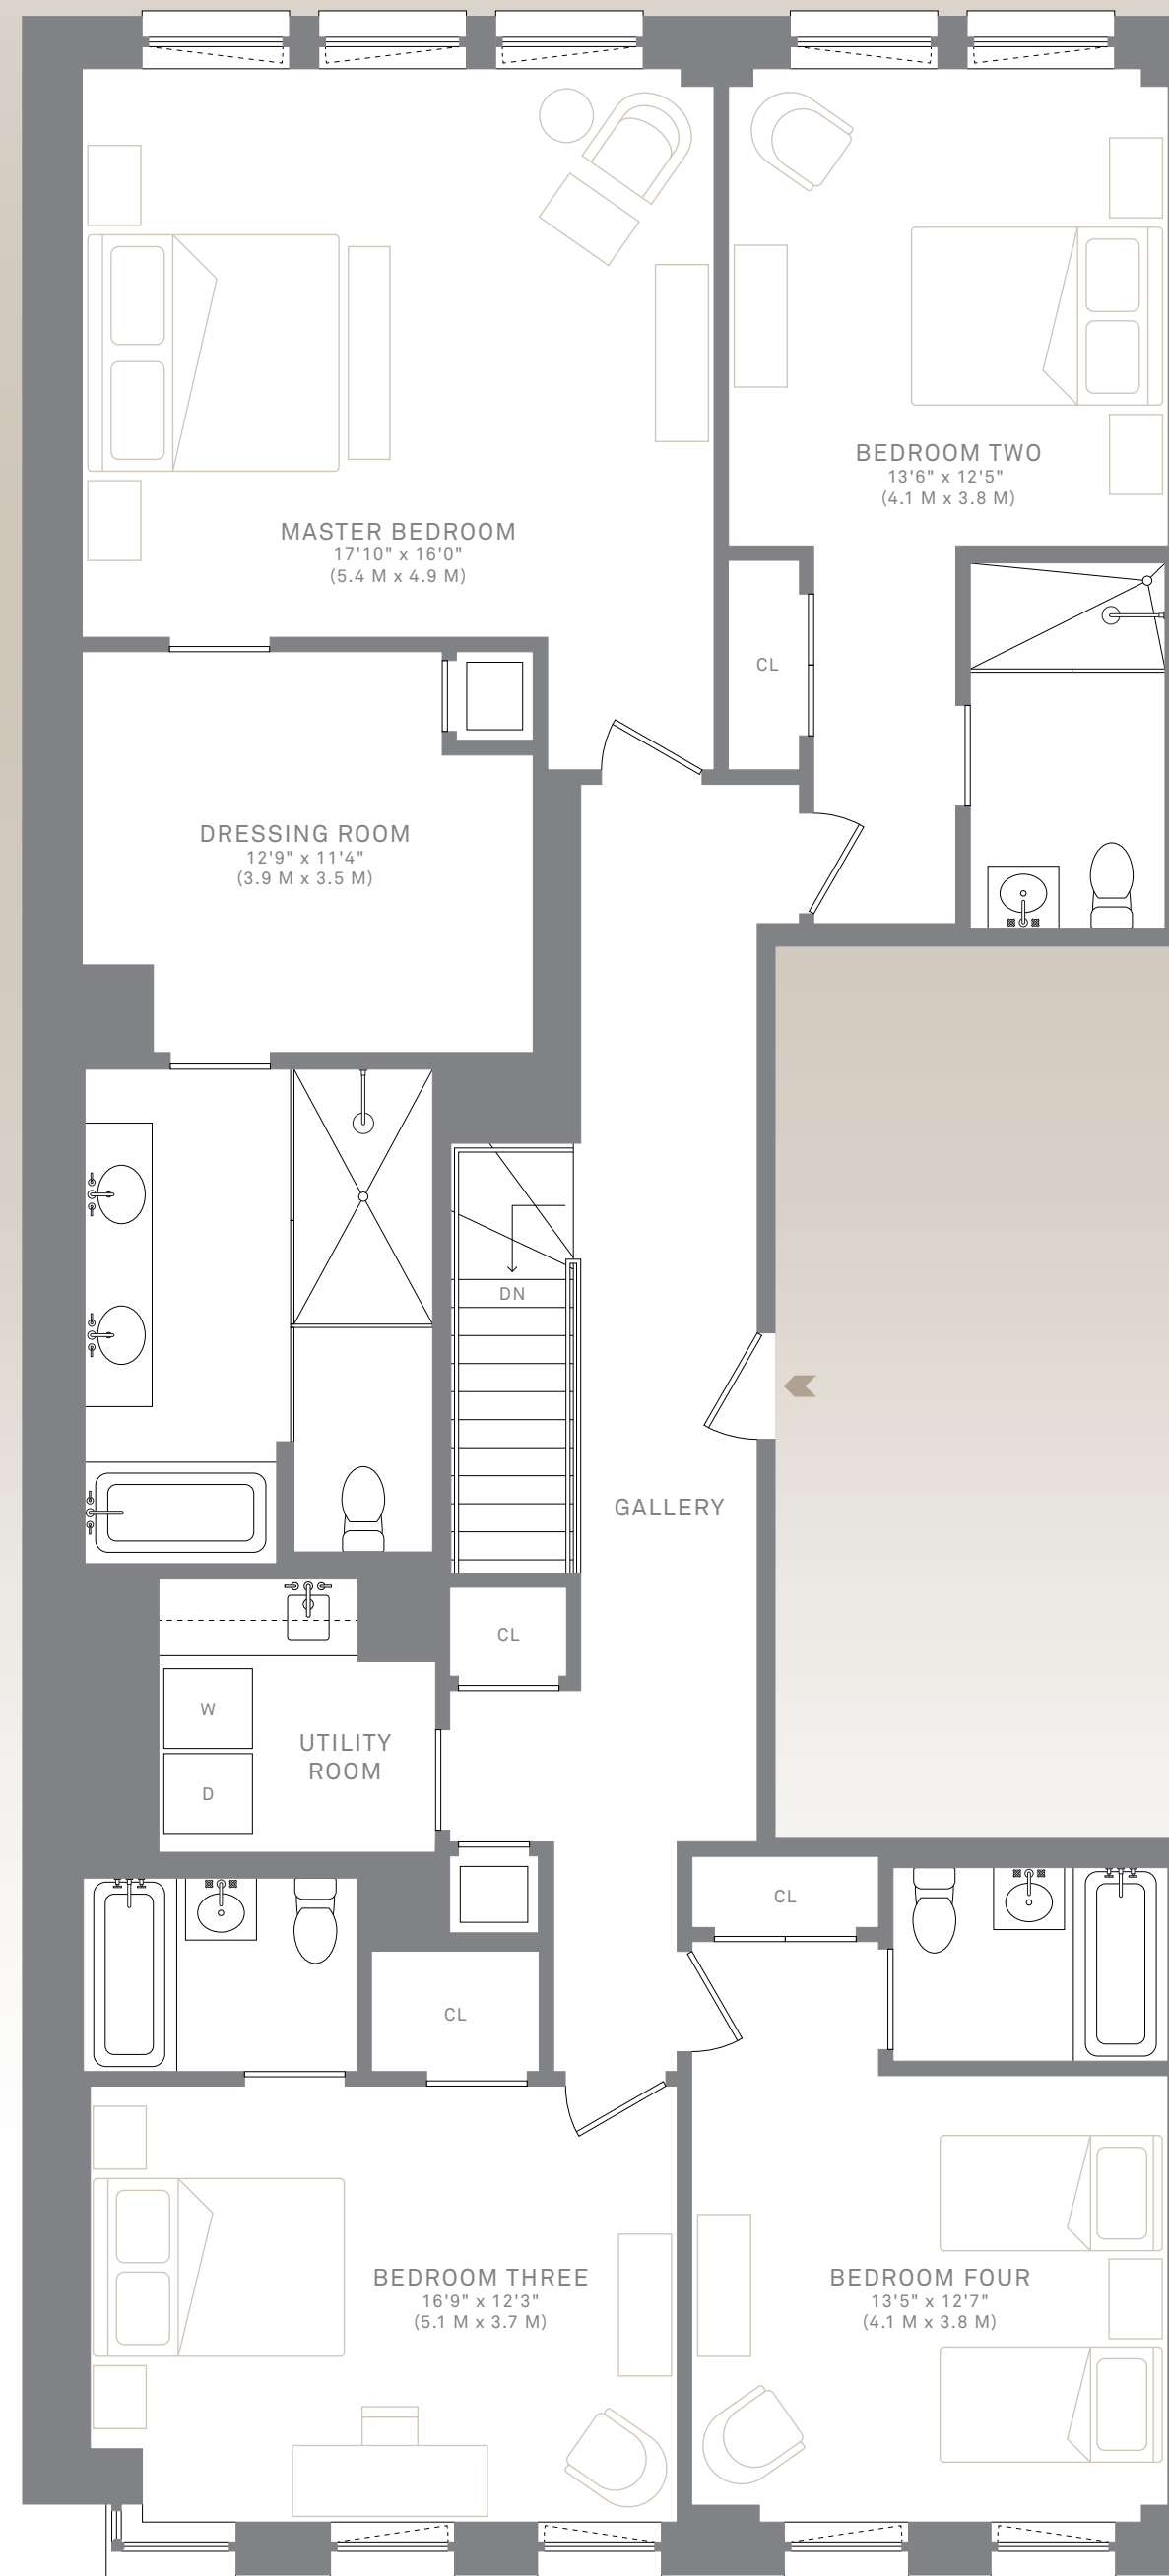 BEDROOM TWO
13'6" x 12'5"
(4.1 M x 3.8 M)
MASTER BEDROOM
17'10" x 16'0"
(5.4 M x 4.9 M)
CL
DRESSING ROOM
12'9" x 11'4"
(3.9 M x 3.5 M)
DN
GALLERY
CL
W
UTILITY
ROOM
D
CL
CL
BEDROOM THREE
16'9" x 12'3"
(5.1 M x 3.7 M)
BEDROOM FOUR
13'5" x 12'7"
(4.1 M x 3.8 M)